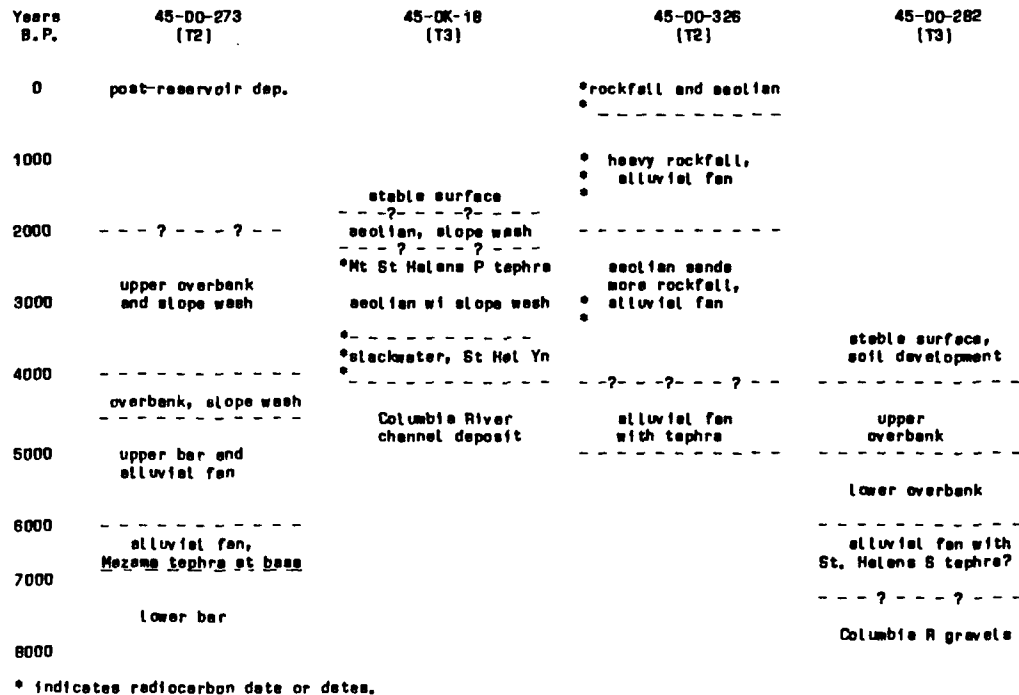 Years 45-DO-273 45-OK-18 45-DO-326 45-DO-282
B.P. (T2) (T3) (T2) (T3)
0 post-reservoir dep. *rockfall and aeolian
* - - - - - - - - - - - - -
1000 * heavy rockfall,
* alluvial fan
*
stable surface
- - -?- - - -?- - - -
2000 - - - - ? - - - - ? - - - aeolian, slope wash - - - - - - - - - - - - - -
- - - - ? - - - - ? - - -
*Mt St Helens P tephra aeolian sands
upper overbank more rockfall,
3000 and slope wash aeolian wi slope wash * alluvial fan
*
*- - - - - - - - - - - - - stable surface,
*slackwater, St Hel Yn soil development
4000 - - - - - - - - - - - - - - * - - - - - - - - - - - - - - --?- - -?- - - ? - - - - - - - - - - - - - - - - -
overbank, slope wash
- - - - - - - - - - - - - - Columbia River alluvial fan upper
channel deposit with tephra overbank
5000 upper bar and - - - - - - - - - - - - - - - - - - - - - - - - - - - -
alluvial fan
lower overbank
6000 - - - - - - - - - - - - - - - - - - - - - - - - - - - -
alluvial fan, alluvial fan with
Mazama tephra at base St. Helens S tephra?
7000
- - - - ? - - - - ? - - -
lower bar
Columbia R gravels
8000
* indicates radiocarbon date or dates.